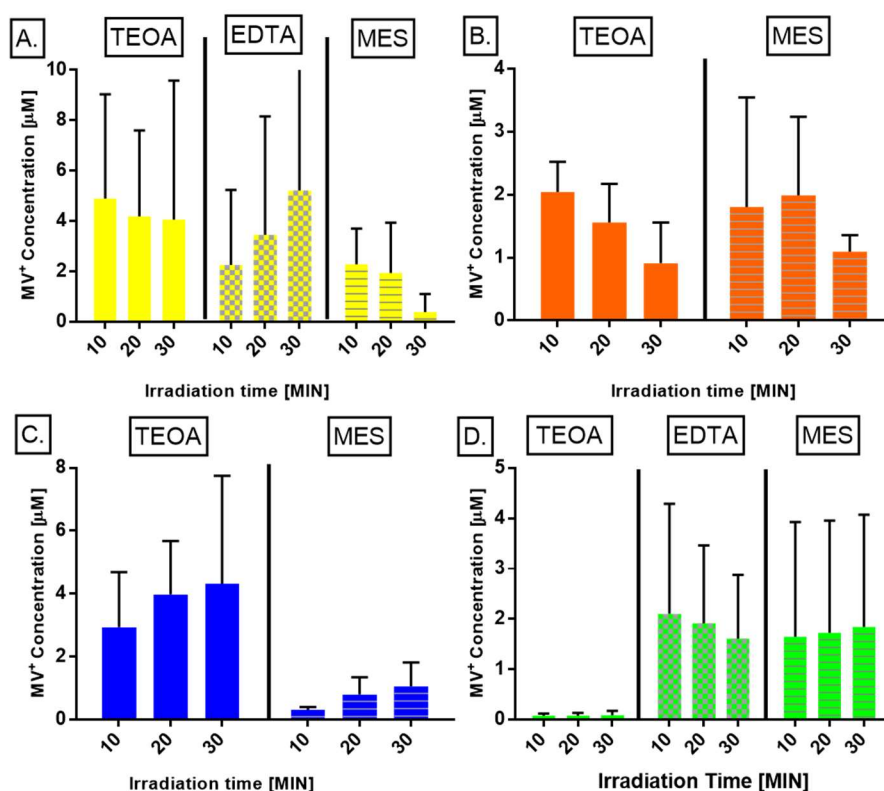 A.
TEOA
EDTA
MES
MV⁺ Concentration [µM]
10
8
6
4
2
0
10 20 30 10 20 30 10 20 30
Irradiation time [MIN]
B.
TEOA
MES
MV⁺ Concentration [µM]
4
3
2
1
0
10 20 30 10 20 30
Irradiation time [MIN]
C.
TEOA
MES
MV⁺ Concentration [µM]
8
6
4
2
0
10 20 30 10 20 30
Irradiation time [MIN]
D.
TEOA
EDTA
MES
MV⁺ Concentration [µM]
5
4
3
2
1
0
10 20 30 10 20 30 10 20 30
Irradiation Time [MIN]